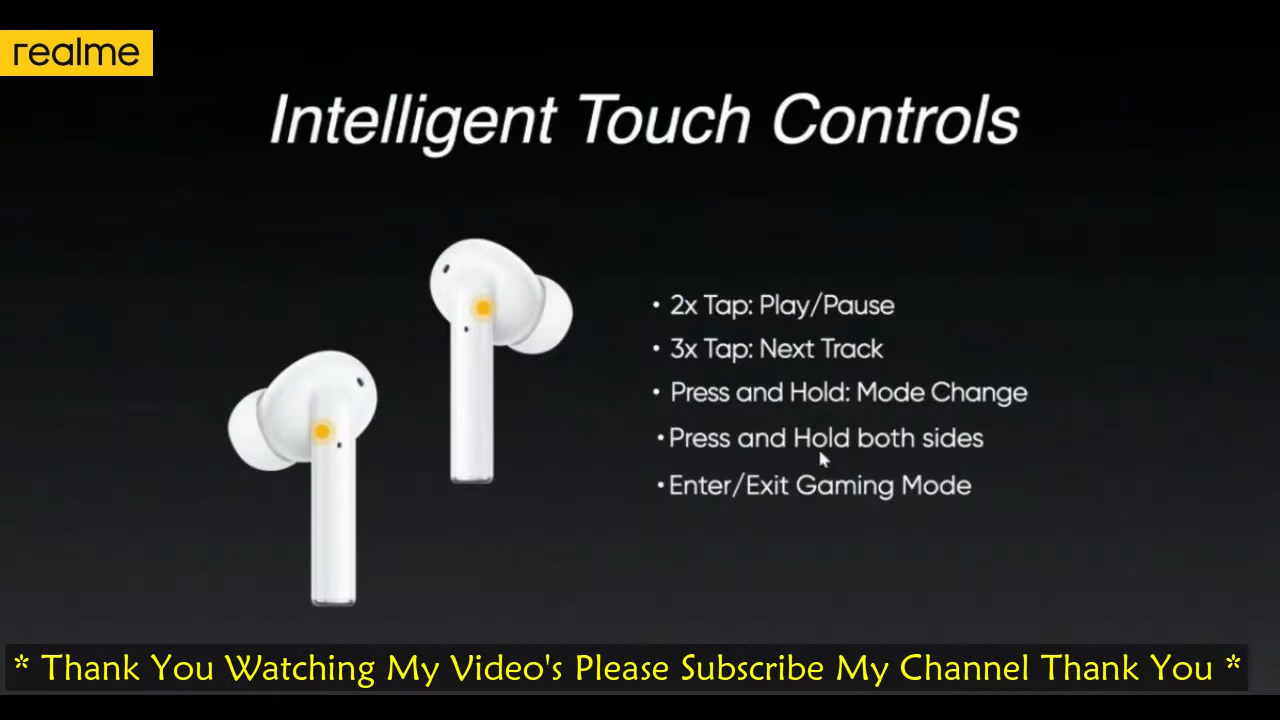 realme
Intelligent Touch Controls
• 2x Tap: Play/Pause
• 3x Tap: Next Track
• Press and Hold: Mode Change
• Press and Hold both sides
• Enter/Exit Gaming Mode
* Thank You Watching My Video's Please Subscribe My Channel Thank You *